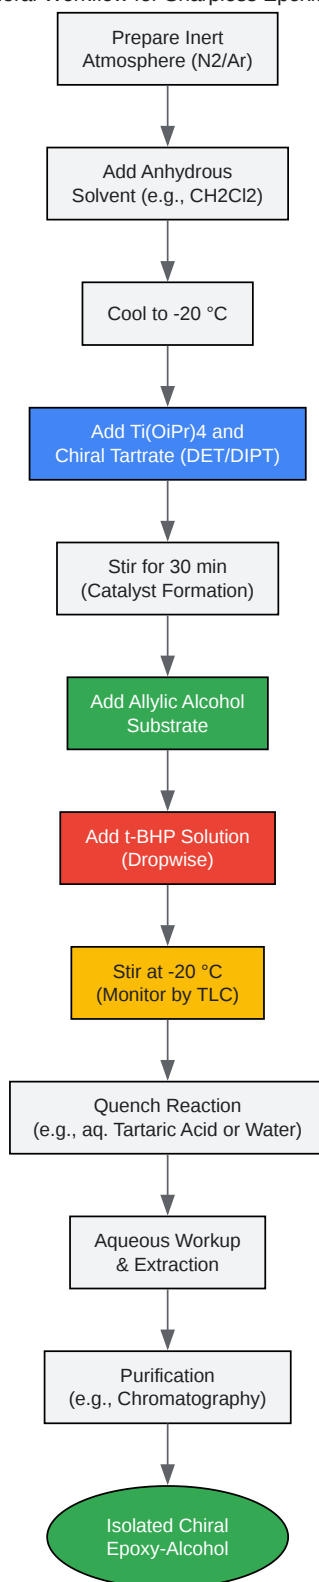 Workflow for Sharpless
Prepare Inert
Atmosphere (N2/Ar)
Add Anhydrous
Solvent (e.g., CH2Cl2)
Cool to -20 °C
Add Ti(OiPr)4 and
Chiral Tartrate (DET/DIPT)
Stir for 30 min
(Catalyst Formation)
Add Allylic Alcohol
Substrate
Add t-BHP Solution
(Dropwise)
Stir at -20 °C
(Monitor by TLC)
Quench Reaction
(e.g., aq. Tartaric Acid or Water)
Aqueous Workup
& Extraction
Purification
(e.g., Chromatography)
Isolated Chiral
Epoxy-Alcohol